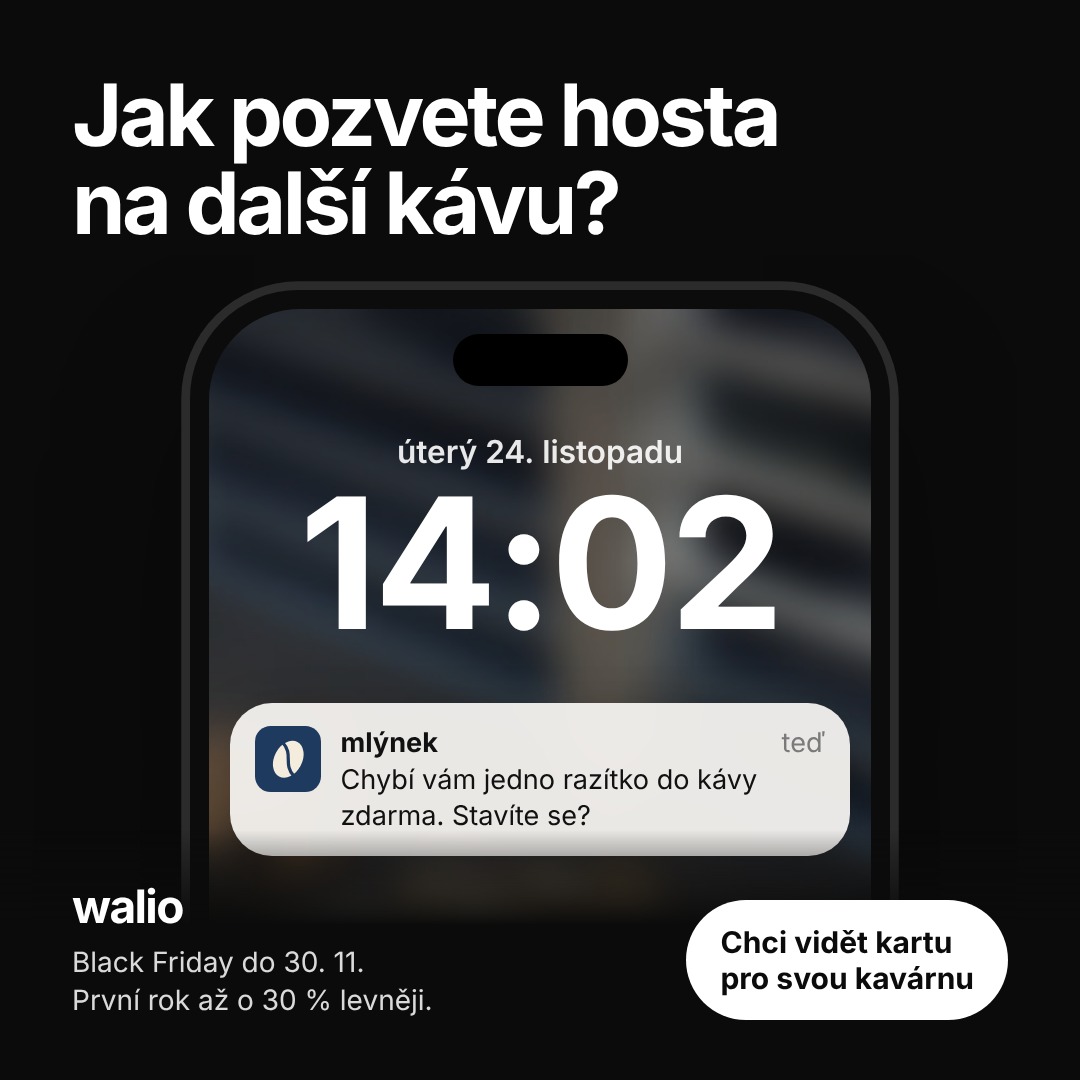 Jak pozvete hosta
na další kávu?
úterý 24. listopadu
14:02
mlýnek
teď
Chybí vám jedno razítko do kávy
zdarma. Stavíte se?
walio
Black Friday do 30. 11.
První rok až o 30 % levněji.
Chci vidět kartu
pro svou kavárnu